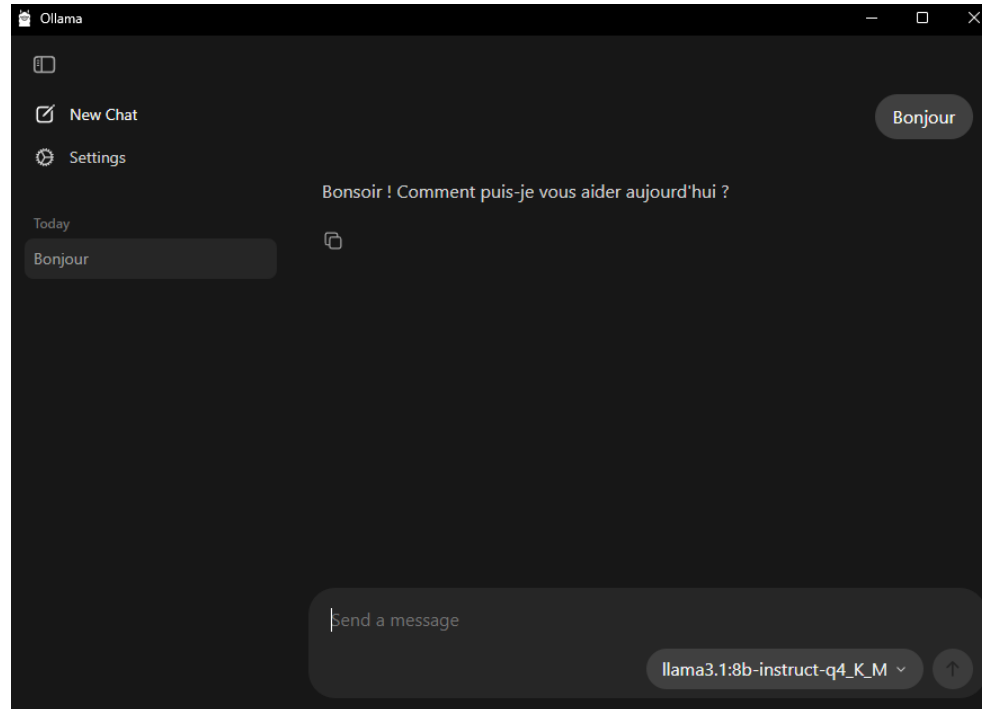 Ollama
New Chat
Settings
Today
Bonjour
Bonjour
Bonsoir ! Comment puis-je vous aider aujourd'hui ?
Send a message
llama3.1:8b-instruct-q4_K_M